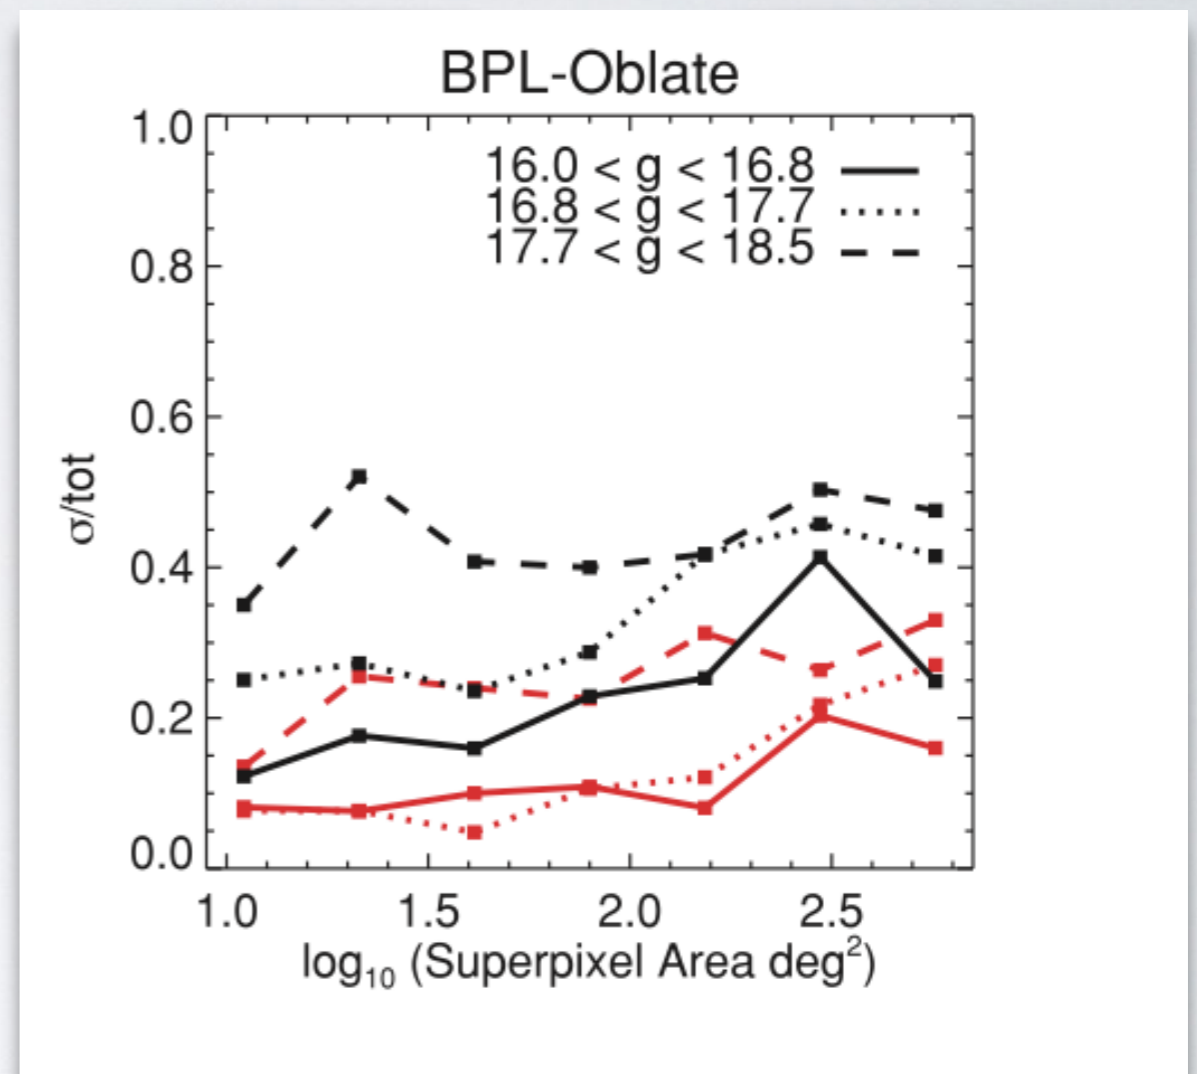 BPL-Oblate
1.0
16.0 < g < 16.8
16.8 < g < 17.7
17.7 < g < 18.5
0.8
0.6
σ/tot
0.4
0.2
0.0
1.0 1.5 2.0 2.5
log₁₀ (Superpixel Area deg²)